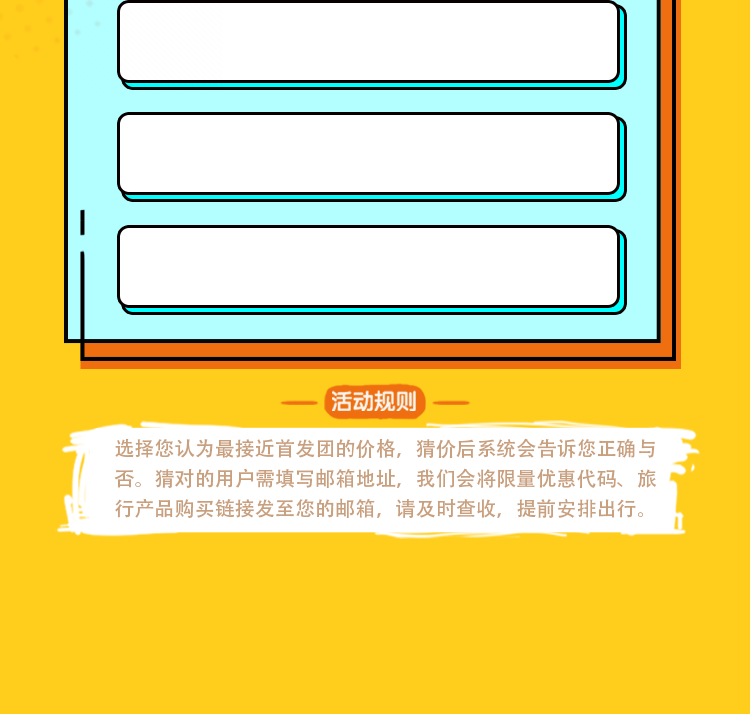 活动规则
选择您认为最接近首发团的价格，猜价后系统会告诉您正确与
否。猜对的用户需填写邮箱地址，我们会将限量优惠代码、旅
行产品购买链接发至您的邮箱，请及时查收，提前安排出行。